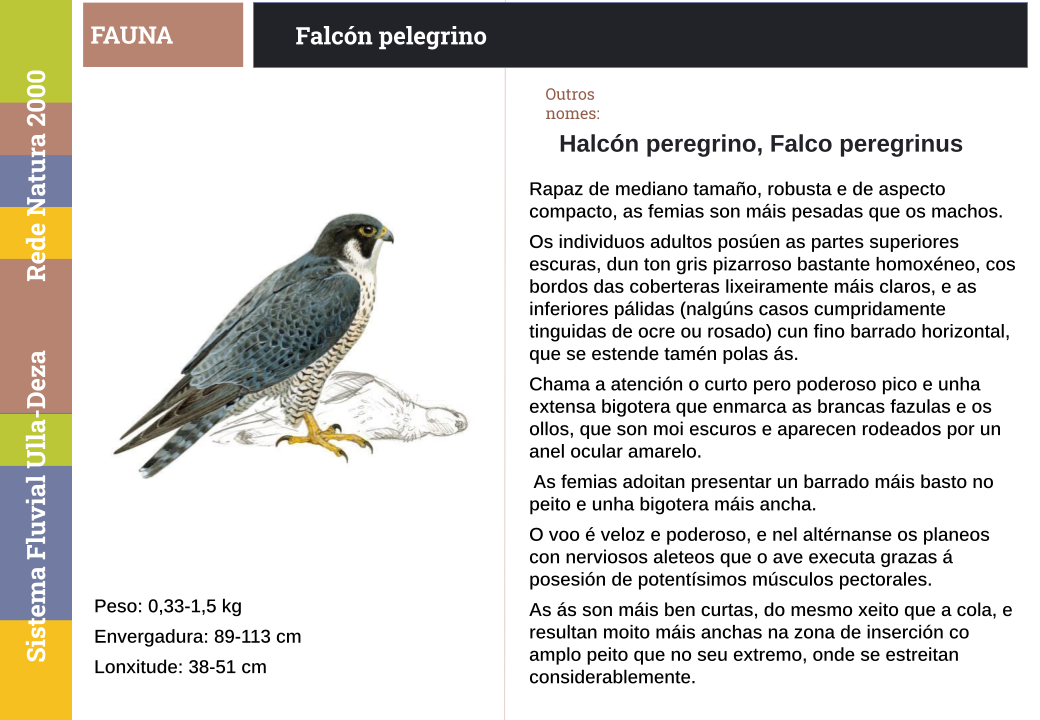 FAUNA
Falcón pelegrino
Rede Natura 2000
Sistema Fluvial Ulla-Deza
Peso: 0,33-1,5 kg
Envergadura: 89-113 cm
Lonxitude: 38-51 cm
Outros
nomes:
Halcón peregrino, Falco peregrinus
Rapaz de mediano tamaño, robusta e de aspecto
compacto, as femias son máis pesadas que os machos.
Os individuos adultos posúen as partes superiores
escuras, dun ton gris pizarroso bastante homoxéneo, cos
bordos das coberteras lixeiramente máis claros, e as
inferiores pálidas (nalgúns casos cumpridamente
tinguidas de ocre ou rosado) cun fino barrado horizontal,
que se estende tamén polas ás.
Chama a atención o curto pero poderoso pico e unha
extensa bigotera que enmarca as brancas fazulas e os
ollos, que son moi escuros e aparecen rodeados por un
anel ocular amarelo.
As femias adoitan presentar un barrado máis basto no
peito e unha bigotera máis ancha.
O voo é veloz e poderoso, e nel altérnanse os planeos
con nerviosos aleteos que o ave executa grazas á
posesión de potentísimos músculos pectorales.
As ás son máis ben curtas, do mesmo xeito que a cola, e
resultan moito máis anchas na zona de inserción co
amplo peito que no seu extremo, onde se estreitan
considerablemente.